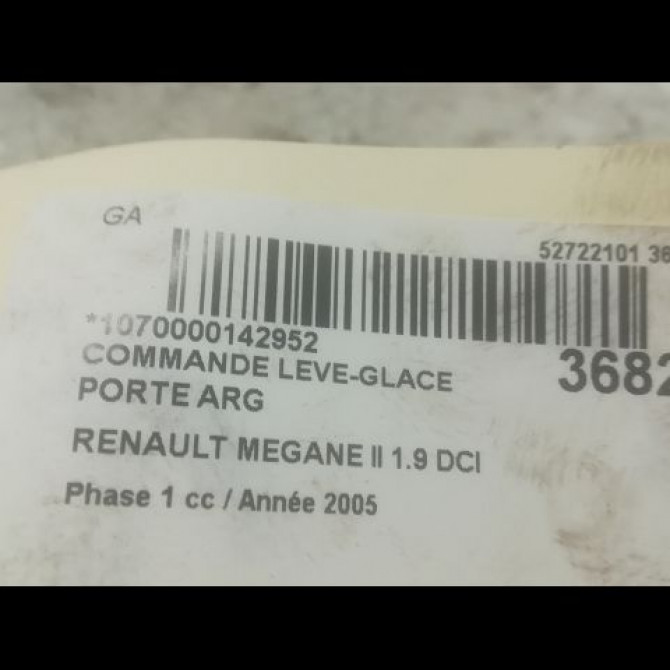 GA
52722101 36
*1070000142952
COMMANDE LEVE-GLACE
3682
PORTE ARG
RENAULT MEGANE II 1.9 DCI
Phase 1 cc / Année 2005